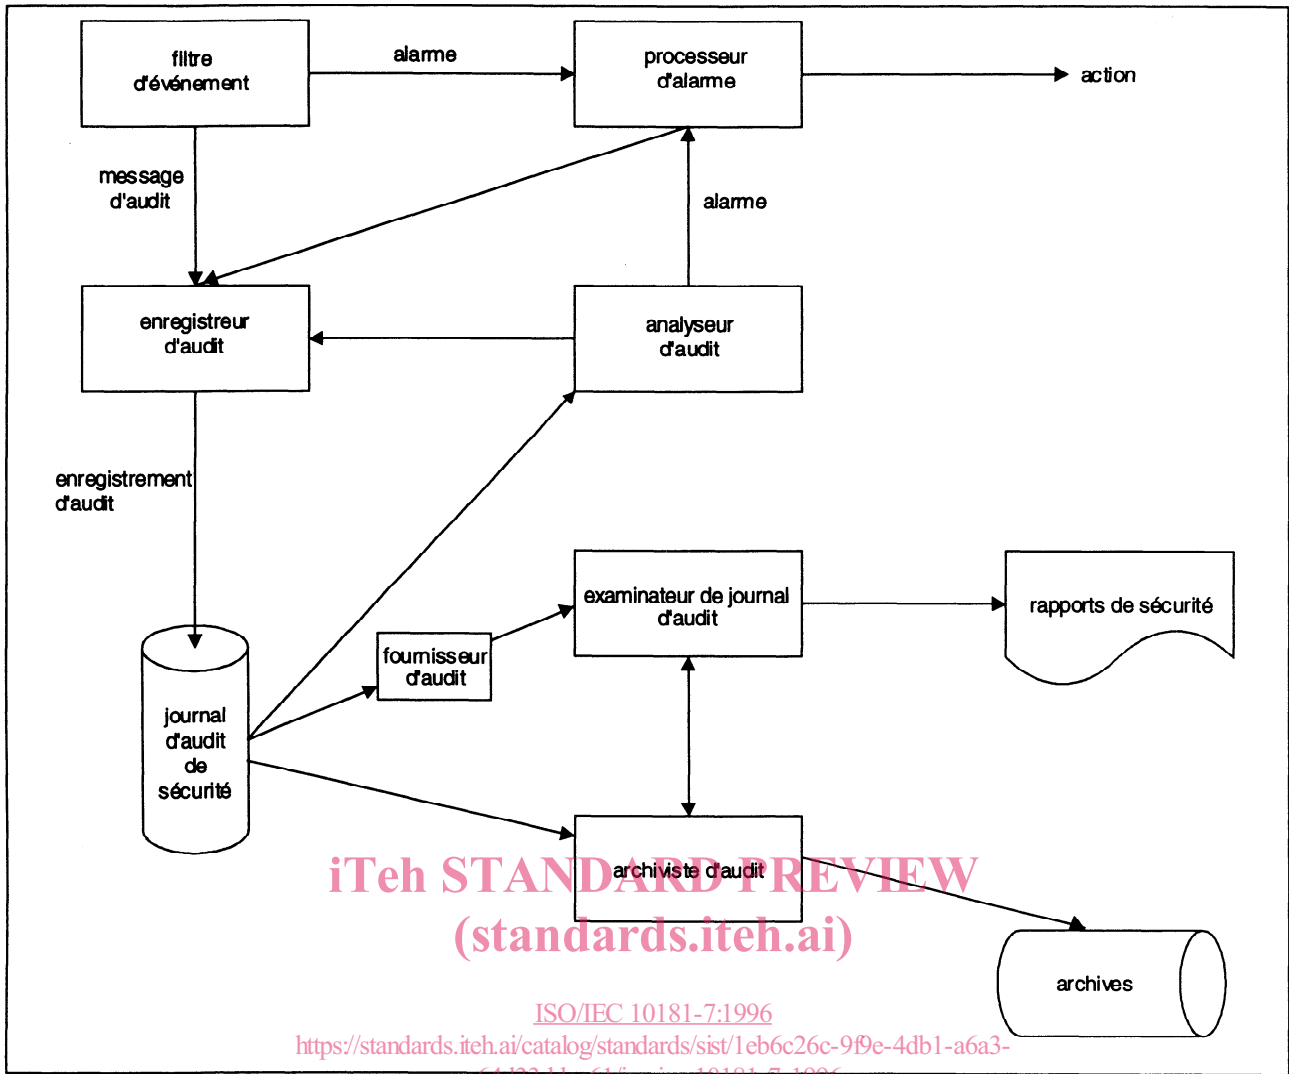 filtre
d'événement
alarme
processeur
d'alarme
action
message
d'audit
alarme
enregistreur
d'audit
analyseur
d'audit
enregistrement
d'audit
examinateur de journal
d'audit
rapports de sécurité
fournisseur
d'audit
journal
d'audit
de
sécurité
archiviste d'audit
iTeh STANDARD PREVIEW
(standards.iteh.ai)
archives
ISO/IEC 10181-7:1996
https://standards.iteh.ai/catalog/standards/sist/1eb6c26c-9f9e-4db1-a6a3-